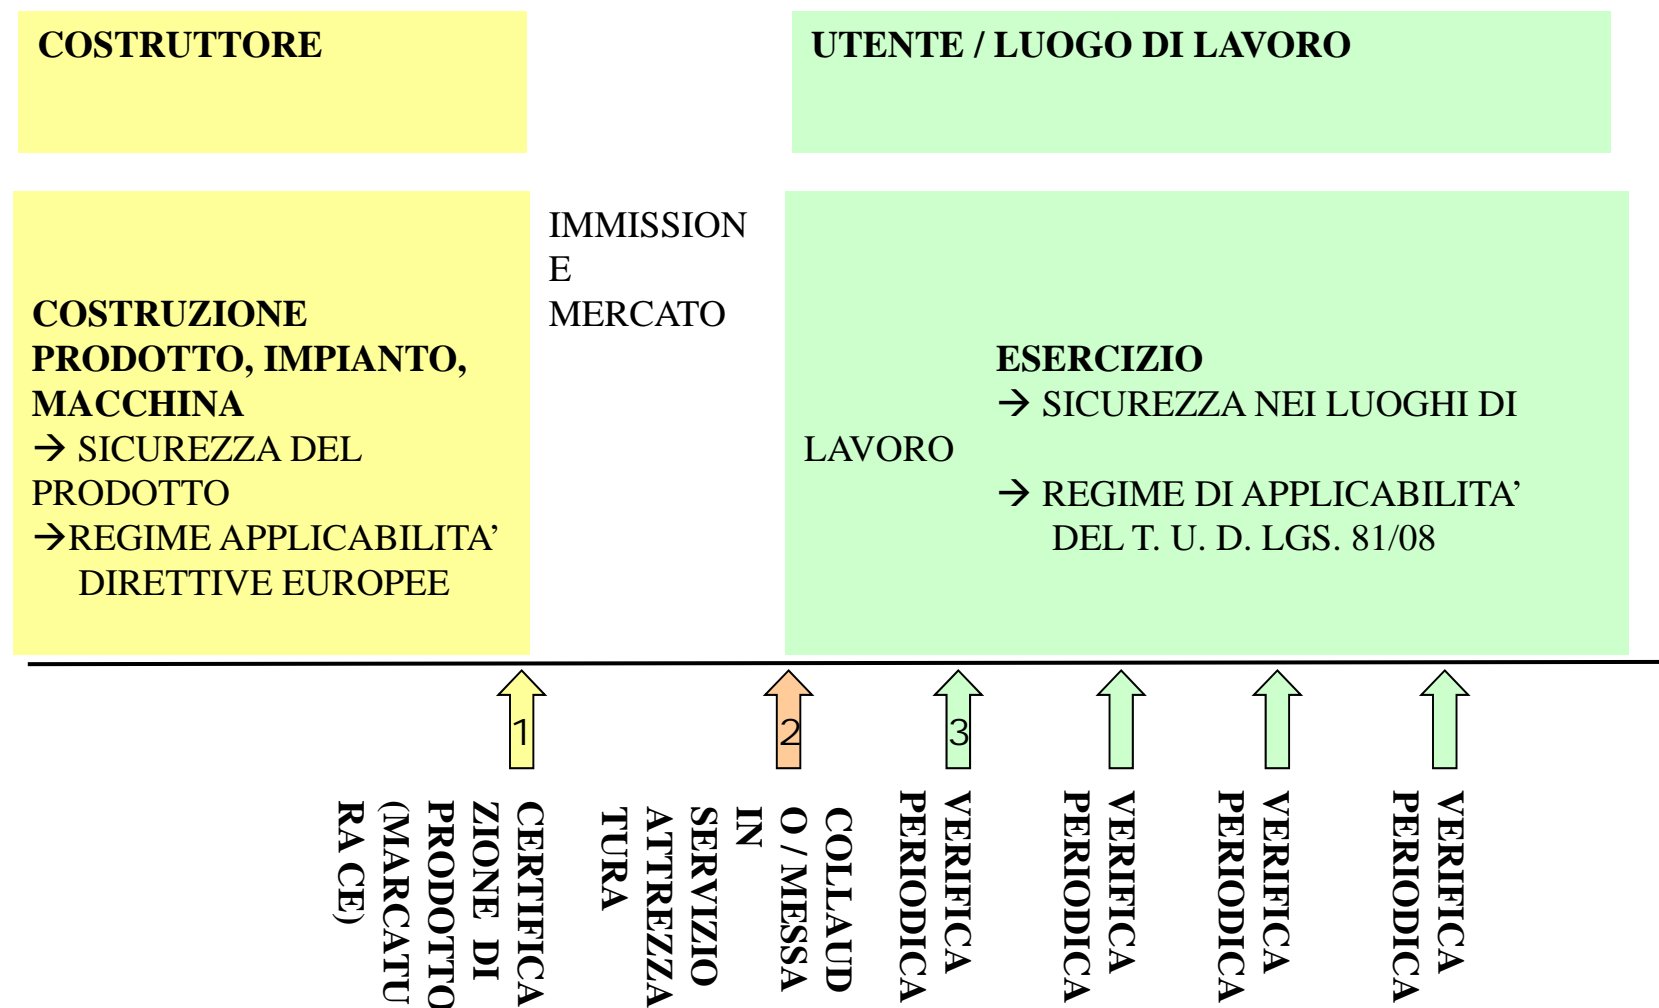 COSTRUTTORE
UTENTE / LUOGO DI LAVORO
COSTRUZIONE
PRODOTTO, IMPIANTO,
MACCHINA
→ SICUREZZA DEL
PRODOTTO
→REGIME APPLICABILITA’
DIRETTIVE EUROPEE
IMMISSION
E
MERCATO
ESERCIZIO
→ SICUREZZA NEI LUOGHI DI
LAVORO
→ REGIME DI APPLICABILITA’
DEL T. U. D. LGS. 81/08
1
2
3
CERTIFICA
ZIONE DI
PRODOTTO
(MARCATU
RA CE)
COLLAUD
O / MESSA
IN
SERVIZIO
ATTREZZA
TURA
VERIFICA
PERIODICA
VERIFICA
PERIODICA
VERIFICA
PERIODICA
VERIFICA
PERIODICA